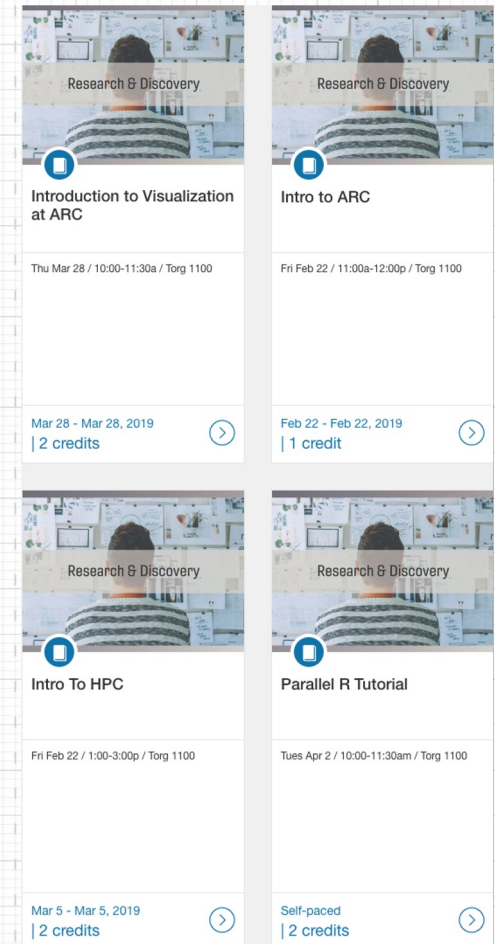 Research & Discovery
Introduction to Visualization
at ARC
Thu Mar 28 / 10:00-11:30a / Torg 1100
Mar 28 - Mar 28, 2019
| 2 credits
Research & Discovery
Intro to ARC
Fri Feb 22 / 11:00a-12:00p / Torg 1100
Feb 22 - Feb 22, 2019
| 1 credit
Research & Discovery
Intro To HPC
Fri Feb 22 / 1:00-3:00p / Torg 1100
Mar 5 - Mar 5, 2019
| 2 credits
Research & Discovery
Parallel R Tutorial
Tues Apr 2 / 10:00-11:30am / Torg 1100
Self-paced
| 2 credits